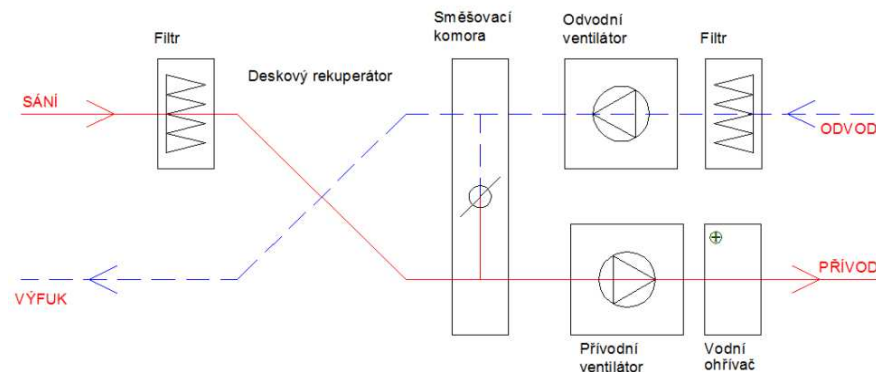 Směšovací
komora
Odvodní
ventilátor
Filtr
Filtr
Deskový rekuperátor
SÁNÍ
ODVOD
VÝFUK
PŘÍVOD
Přívodní
ventilátor
Vodní
ohřívač